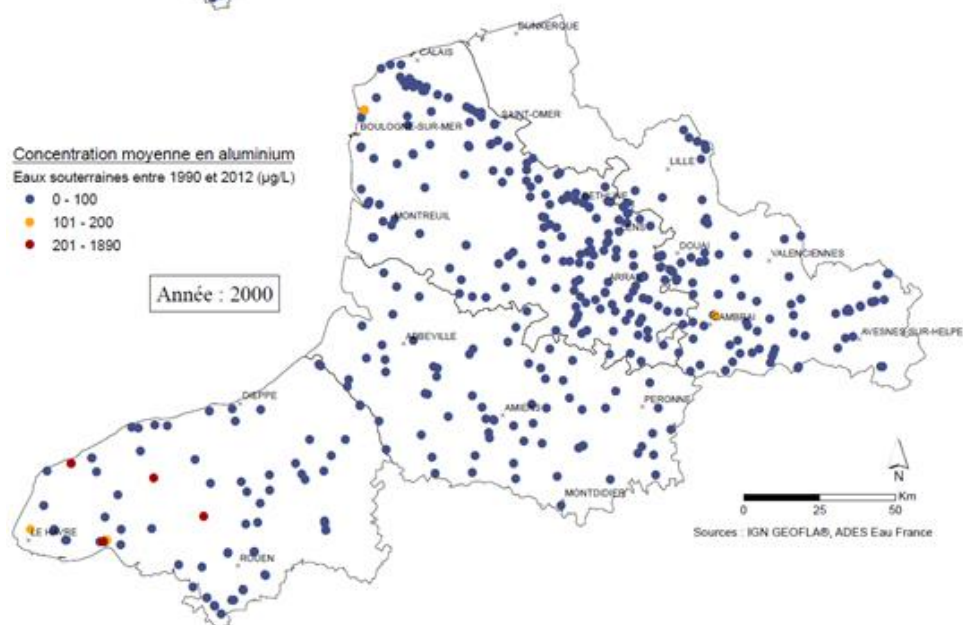 DUNKERQUE
CALAIS
SAINT-OMER
BOULOGNE-SUR-MER
Concentration moyenne en aluminium
Eaux souterraines entre 1990 et 2012 (µg/L)
0 - 100
101 - 200
201 - 1890
LILLE
BETHUNE
MONTREUIL
LENS
DOUAI
VALENCIENNES
ARRAS
Année : 2000
CAMBRAI
ABBEVILLE
AVESNES-SUR-HELPE
DIEPPE
AMIENS
PERONNE
N
MONTDIDIER
Km
0 25 50
Sources : IGN GEOFLA®, ADES Eau France
LE HAVRE
ROUEN